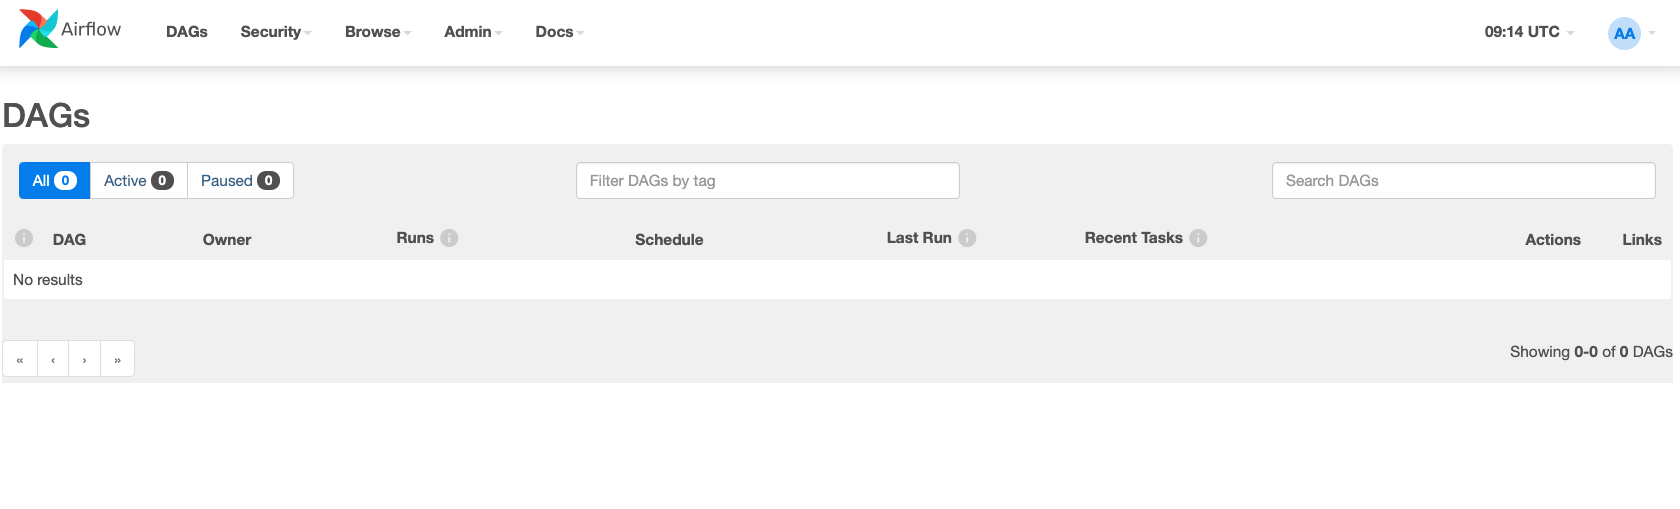 Airflow DAGs Security Browse Admin Docs 09:14 UTC AA
DAGs
All 0 Active 0 Paused 0 Filter DAGs by tag Search DAGs
i DAG Owner Runs i Schedule Last Run i Recent Tasks i Actions Links
No results
« ‹ › » Showing 0-0 of 0 DAGs